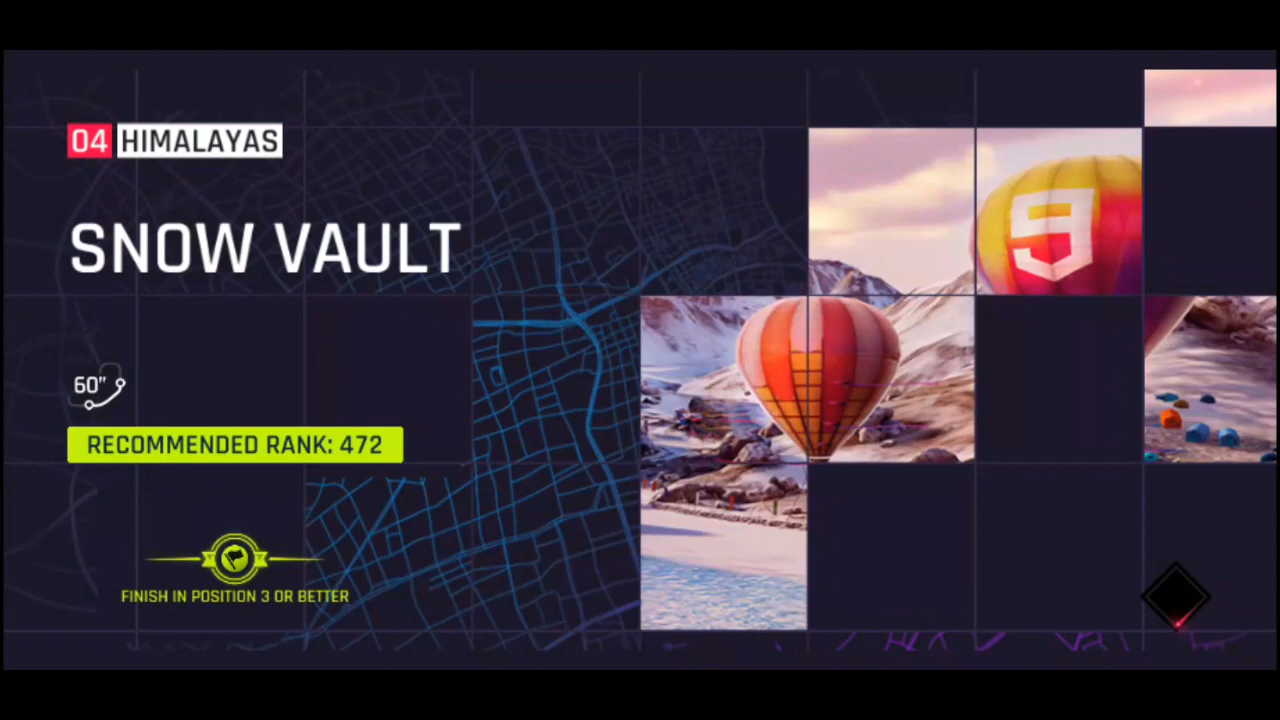 04 HIMALAYAS
SNOW VAULT
60"
RECOMMENDED RANK: 472
FINISH IN POSITION 3 OR BETTER
9